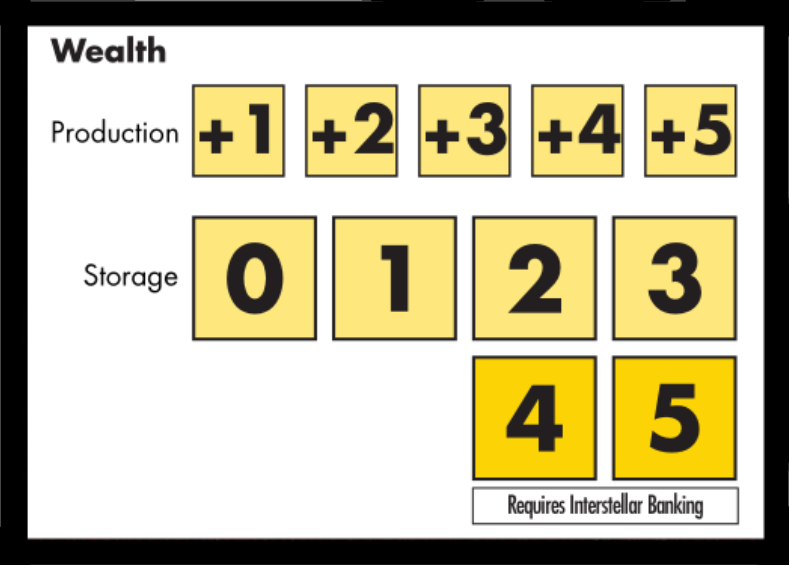 Wealth
Production +1 +2 +3 +4 +5
Storage 0 1 2 3
4 5
Requires Interstellar Banking